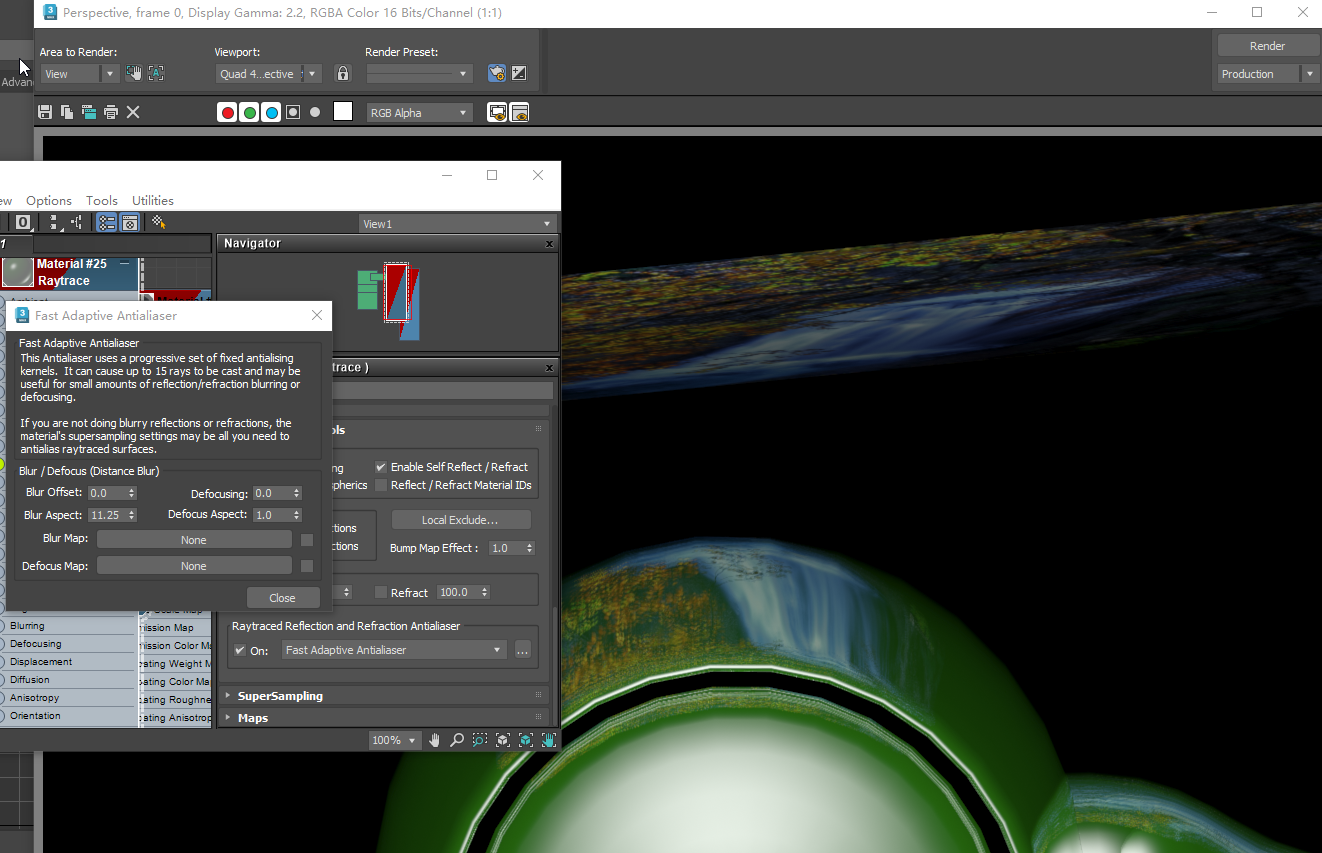 Perspective, frame 0, Display Gamma: 2.2, RGBA Color 16 Bits/Channel (1:1)
Area to Render:
Viewport:
Render Preset:
Render
View
Quad 4...ective
Production
RGB Alpha
ew Options Tools Utilities
0
View1
1
Navigator
Material #25
Raytrace
Fast Adaptive Antialiaser
Fast Adaptive Antialiaser
This Antialiaser uses a progressive set of fixed antialising
kernels. It can cause up to 15 rays to be cast and may be
useful for small amounts of reflection/refraction blurring or
defocusing.
If you are not doing blurry reflections or refractions, the
material's supersampling settings may be all you need to
antialias raytraced surfaces.
Blur / Defocus (Distance Blur)
Blur Offset: 0.0
Defocusing: 0.0
Blur Aspect: 11.25
Defocus Aspect: 1.0
Blur Map: None
Defocus Map: None
Close
trace )
ols
ng
Enable Self Reflect / Refract
spherics
Reflect / Refract Material IDs
tions
Local Exclude...
ctions
Bump Map Effect : 1.0
Refract 100.0
Raytraced Reflection and Refraction Antialiaser
On: Fast Adaptive Antialiaser ...
SuperSampling
Maps
Blurring
Defocusing
Displacement
Diffusion
Anisotropy
Orientation
nission Map
nission Color Ma
ating Weight M
ating Color Map
ating Roughne
ating Anisotrop
100%